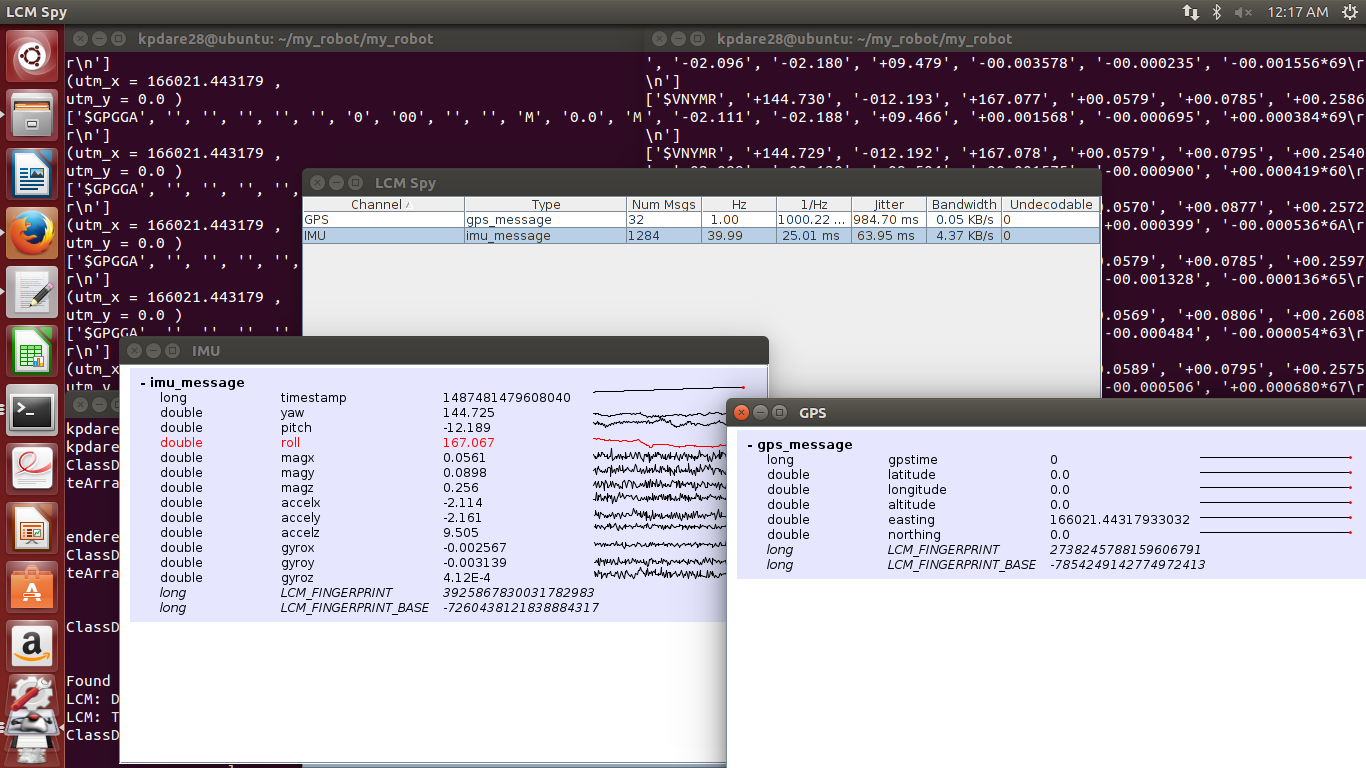 LCM Spy
12:17 AM
kpdare28@ubuntu: ~/my_robot/my_robot
r\n']
(utm_x = 166021.443179 ,
utm_y = 0.0 )
['$GPGGA', '', '', '', '', '', '0', '00', '', '', 'M', '0.0', 'M
r\n']
(utm_x = 166021.443179 ,
utm_y = 0.0 )
['$GPGGA', '', '', '', '',
r\n']
(utm_x = 166021.443179 ,
utm_y = 0.0 )
['$GPGGA', '', '', '', '',
r\n']
(utm_x = 166021.443179 ,
utm_y = 0.0 )
['$GPGGA', '', '', '', '',
r\n']
(utm_x
utm_y
kpdare28@ubuntu: ~/my_robot/my_robot
', '-02.096', '-02.180', '+09.479', '-00.003578', '-00.000235', '-00.001556*69\r
\n']
['$VNYMR', '+144.730', '-012.193', '+167.077', '+00.0579', '+00.0785', '+00.2586
', '-02.111', '-02.188', '+09.466', '+00.001568', '-00.000695', '+00.000384*69\r
\n']
['$VNYMR', '+144.729', '-012.192', '+167.078', '+00.0579', '+00.0795', '+00.2540
-00.000900', '+00.000419*60\r
.0570', '+00.0877', '+00.2572
+00.000399', '-00.000536*6A\r
.0579', '+00.0785', '+00.2597
-00.001328', '-00.000136*65\r
.0569', '+00.0806', '+00.2608
-00.000484', '-00.000054*63\r
.0589', '+00.0795', '+00.2575
-00.000506', '+00.000680*67\r
LCM Spy
Channel Type Num Msgs Hz 1/Hz Jitter Bandwidth Undecodable
GPS gps_message 32 1.00 1000.22 ... 984.70 ms 0.05 KB/s 0
IMU imu_message 1284 39.99 25.01 ms 63.95 ms 4.37 KB/s 0
IMU
- imu_message
long timestamp 1487481479608040
double yaw 144.725
double pitch -12.189
double roll 167.067
double magx 0.0561
double magy 0.0898
double magz 0.256
double accelx -2.114
double accely -2.161
double accelz 9.505
double gyrox -0.002567
double gyroy -0.003139
double gyroz 4.12E-4
long LCM_FINGERPRINT 3925867830031782983
long LCM_FINGERPRINT_BASE -7260438121838884317
GPS
- gps_message
long gpstime 0
double latitude 0.0
double longitude 0.0
double altitude 0.0
double easting 166021.44317933032
double northing 0.0
long LCM_FINGERPRINT 2738245788159606791
long LCM_FINGERPRINT_BASE -7854249142774972413
kpdare
kpdare
ClassD
teArra
endere
ClassD
teArra
ClassD
Found
LCM: D
LCM: T
ClassD